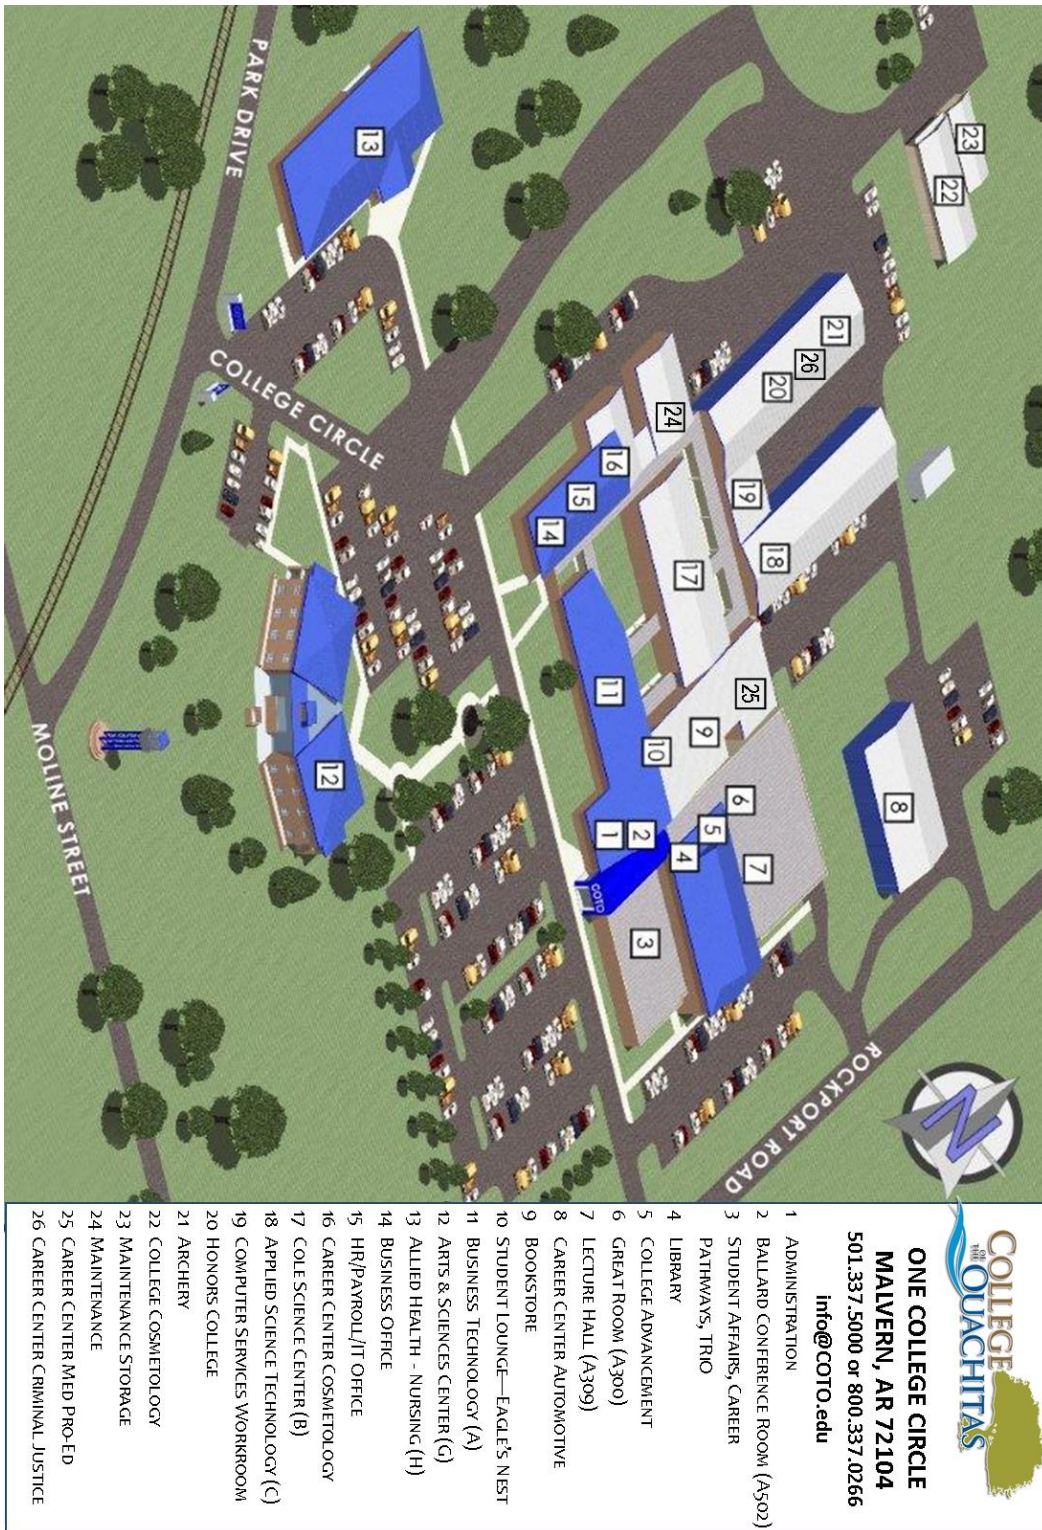 COLLEGE
OF
THE
OUACHITAS
ONE COLLEGE CIRCLE
MALVERN, AR 72104
501.337.5000 or 800.337.0266
info@COTO.edu
1 ADMINISTRATION
2 BALLARD CONFERENCE ROOM (A502)
3 STUDENT AFFAIRS, CAREER
PATHWAYS, TRIO
4 LIBRARY
5 COLLEGE ADVANCEMENT
6 GREAT ROOM (A300)
7 LECTURE HALL (A309)
8 CAREER CENTER AUTOMOTIVE
9 BOOKSTORE
10 STUDENT LOUNGE—EAGLE'S NEST
11 BUSINESS TECHNOLOGY (A)
12 ARTS & SCIENCES CENTER (G)
13 ALLIED HEALTH - NURSING (H)
14 BUSINESS OFFICE
15 HR/PAYROLL/IT OFFICE
16 CAREER CENTER COSMETOLOGY
17 COLE SCIENCE CENTER (B)
18 APPLIED SCIENCE TECHNOLOGY (C)
19 COMPUTER SERVICES WORKROOM
20 HONORS COLLEGE
21 ARCHERY
22 COLLEGE COSMETOLOGY
23 MAINTENANCE STORAGE
24 MAINTENANCE
25 CAREER CENTER MED PRO-ED
26 CAREER CENTER CRIMINAL JUSTICE
N
PARK DRIVE
COLLEGE CIRCLE
MOLINE STREET
ROCKPORT ROAD
COTO
23
22
21
26
20
19
18
24
16
15
14
17
13
11
10
9
25
8
6
5
7
4
2
1
3
12